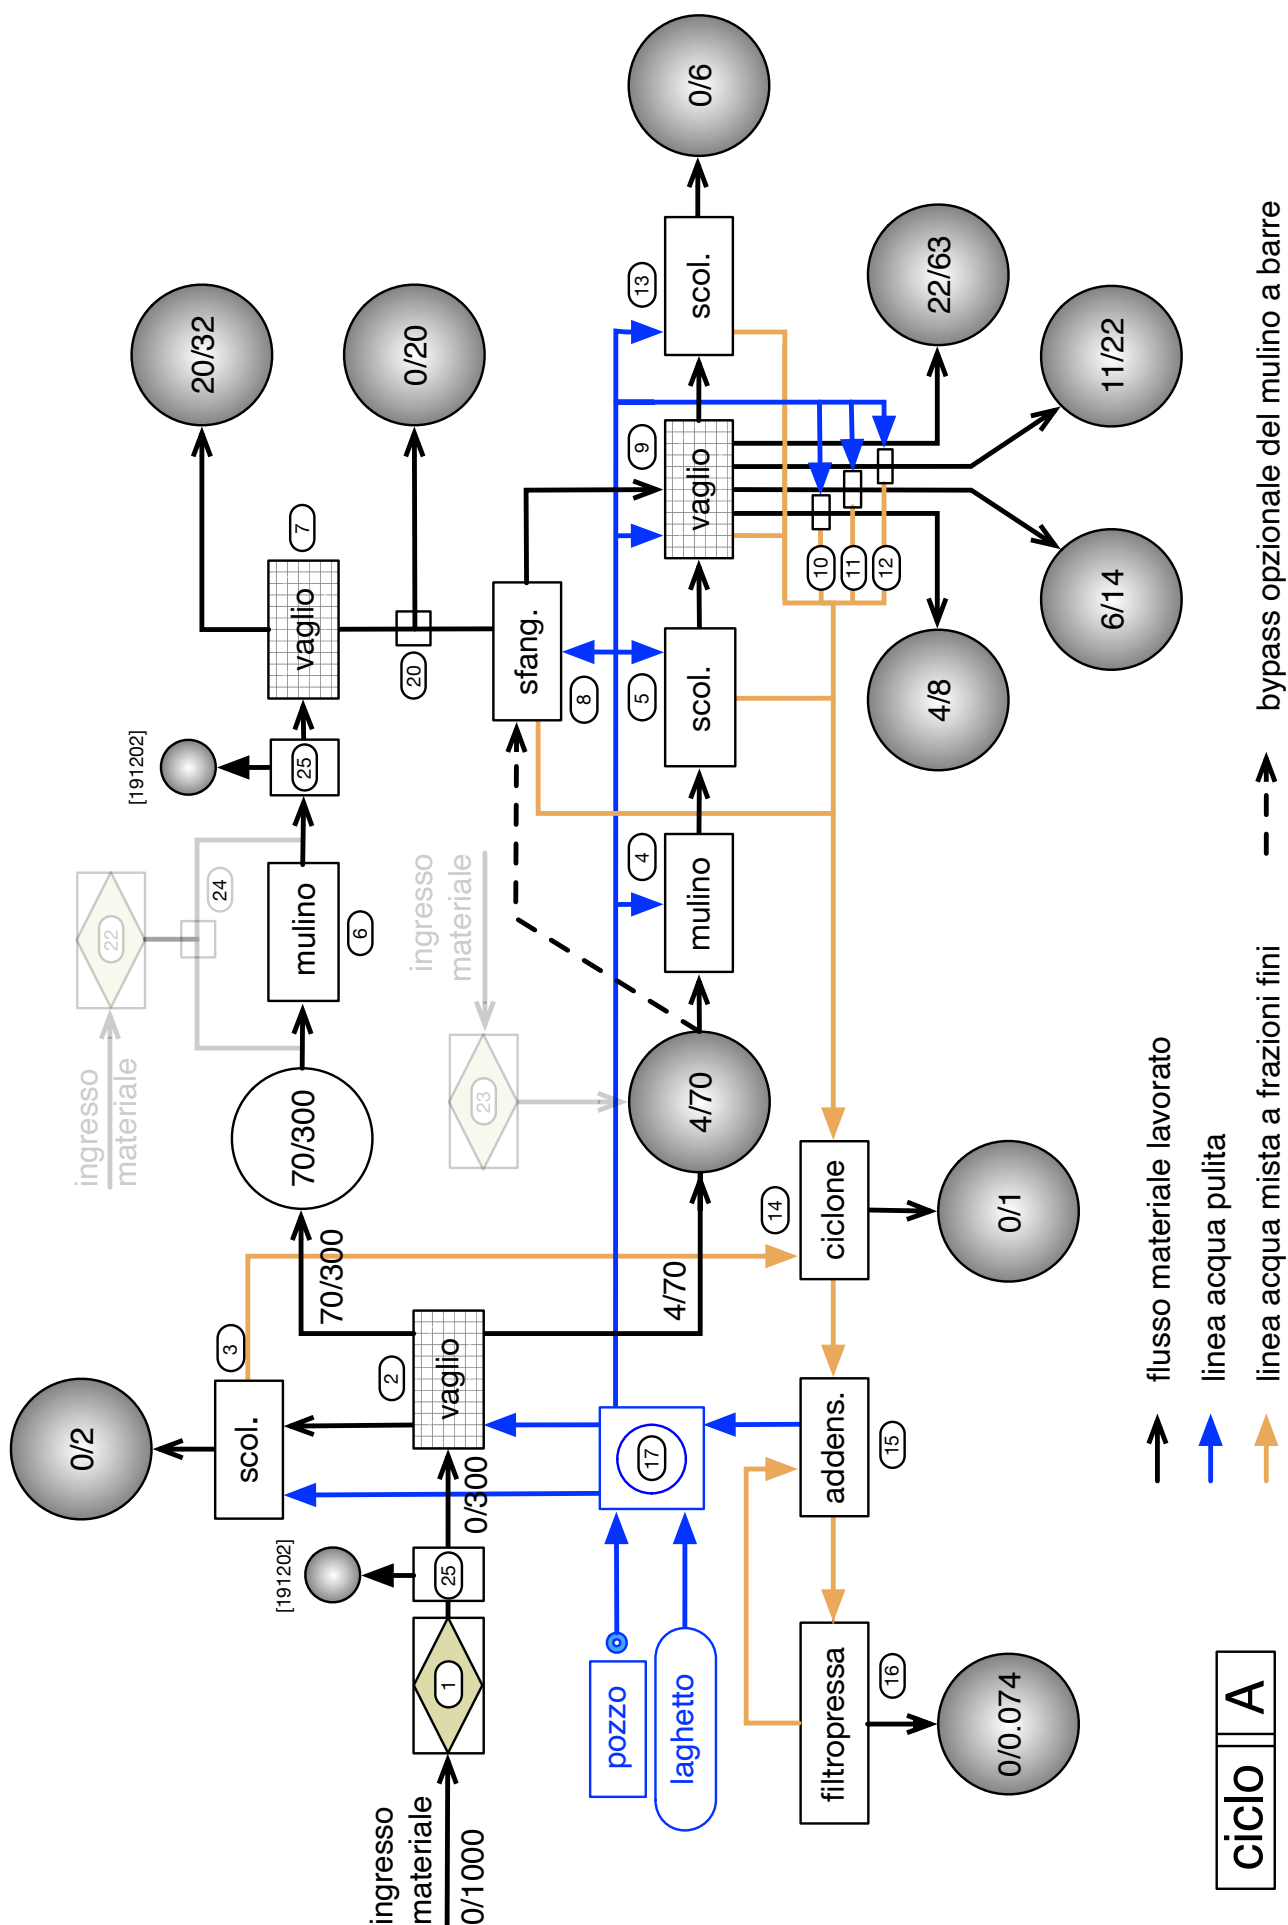 ingresso
materiale
0/1000
1
25
[191202]
0/300
vaglio
2
scol.
3
0/2
70/300
70/300
4/70
4/70
ingresso
materiale
22
24
mulino
6
25
[191202]
vaglio
7
20/32
20
0/20
ingresso
materiale
23
sfang.
8
mulino
4
scol.
5
vaglio
9
scol.
13
0/6
10
11
12
4/8
6/14
11/22
22/63
pozzo
laghetto
17
filtropressa
16
0/0.074
addens.
15
ciclone
14
0/1
flusso materiale lavorato
linea acqua pulita
linea acqua mista a frazioni fini
bypass opzionale del mulino a barre
ciclo A